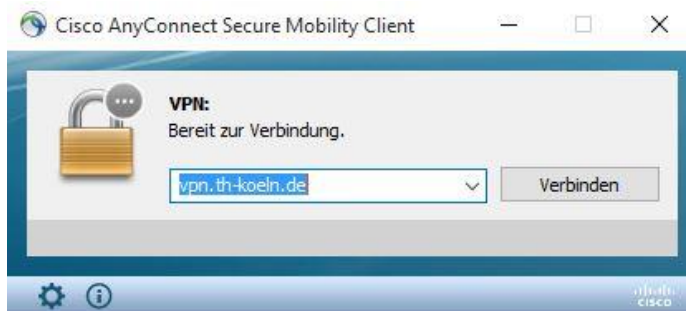 Cisco AnyConnect Secure Mobility Client
VPN:
Bereit zur Verbindung.
vpn.th-koeln.de
Verbinden
CISCO